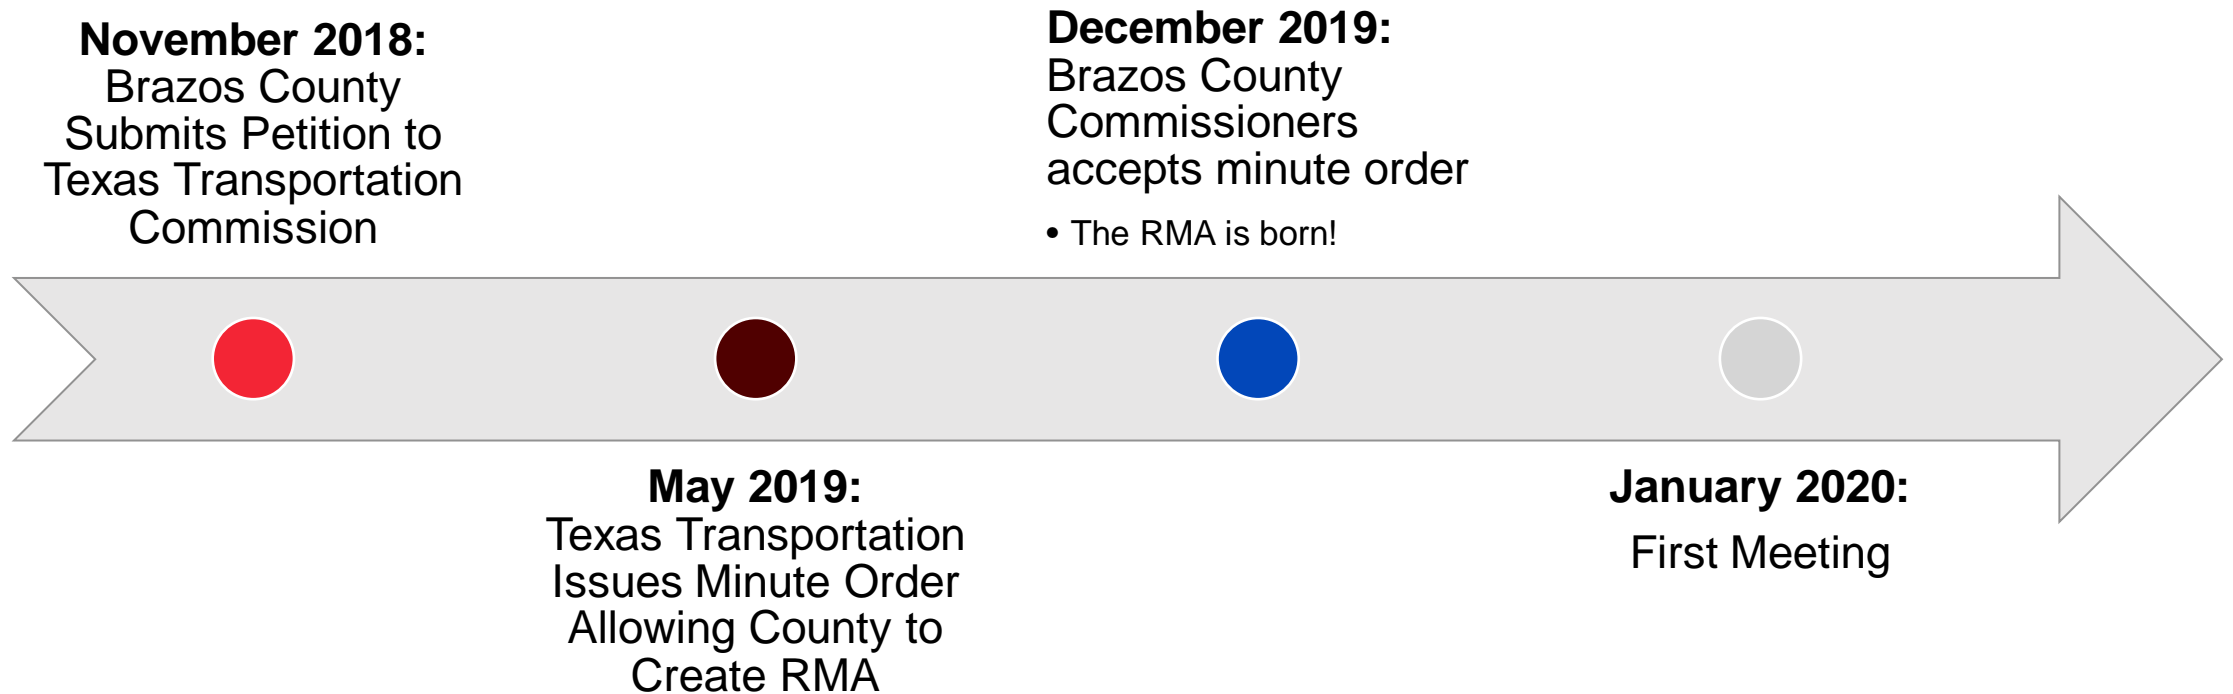 November 2018:
Brazos County
Submits Petition to
Texas Transportation
Commission
May 2019:
Texas Transportation
Issues Minute Order
Allowing County to
Create RMA
December 2019:
Brazos County
Commissioners
accepts minute order
• The RMA is born!
January 2020:
First Meeting